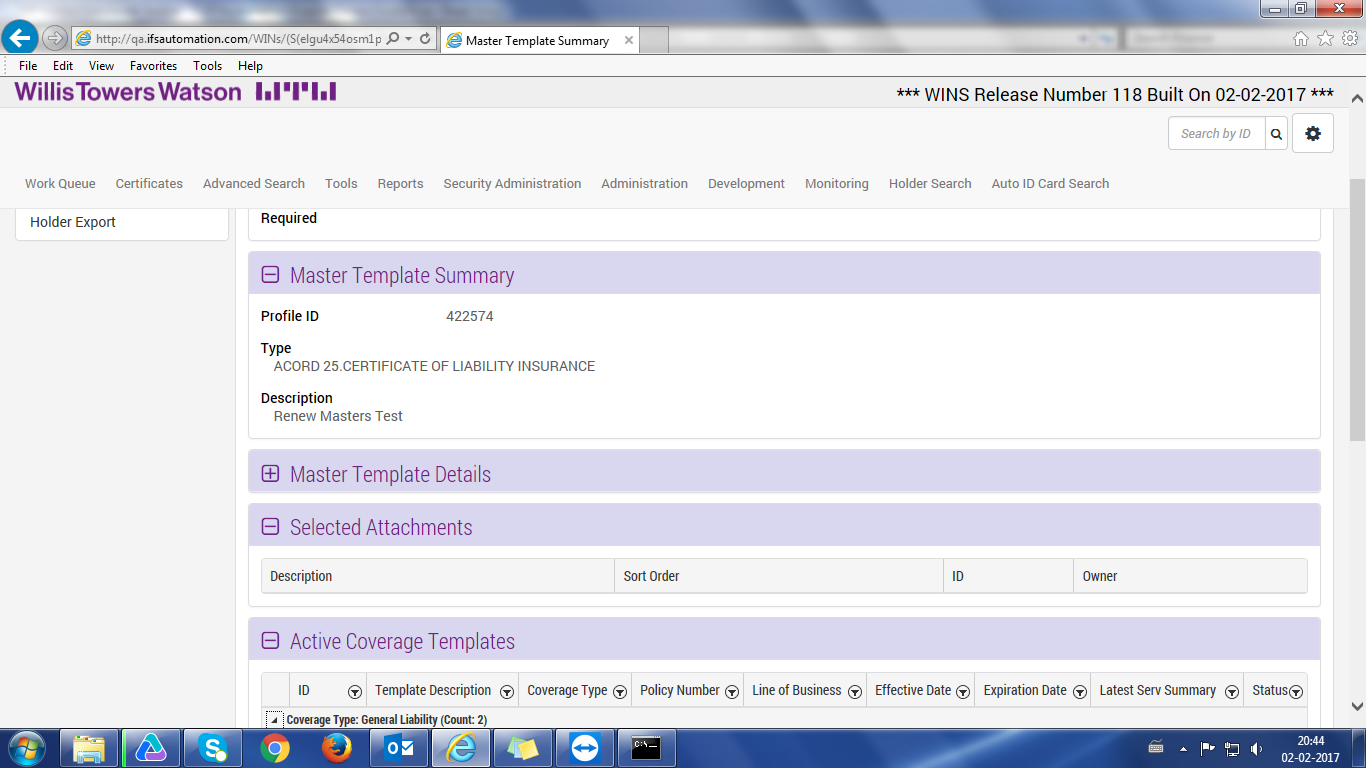 http://qa.ifsautomation.com/WINs/(S(elgu4x54osm1p
Master Template Summary
File Edit View Favorites Tools Help
Willis Towers Watson
*** WINS Release Number 118 Built On 02-02-2017 ***
Search by ID
Work Queue Certificates Advanced Search Tools Reports Security Administration Administration Development Monitoring Holder Search Auto ID Card Search
Holder Export
Required
Master Template Summary
Profile ID 422574
Type
ACORD 25.CERTIFICATE OF LIABILITY INSURANCE
Description
Renew Masters Test
Master Template Details
Selected Attachments
Description Sort Order ID Owner
Active Coverage Templates
ID Template Description Coverage Type Policy Number Line of Business Effective Date Expiration Date Latest Serv Summary Status
Coverage Type: General Liability (Count: 2)
20:44
02-02-2017